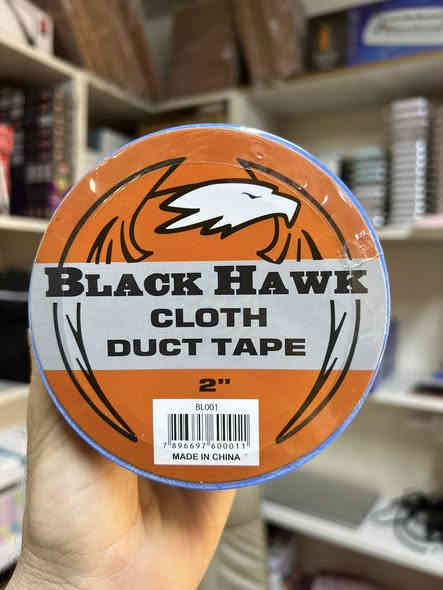 BLACK HAWK
CLOTH
DUCT TAPE
2"
BL001
7 896697 600011
MADE IN CHINA